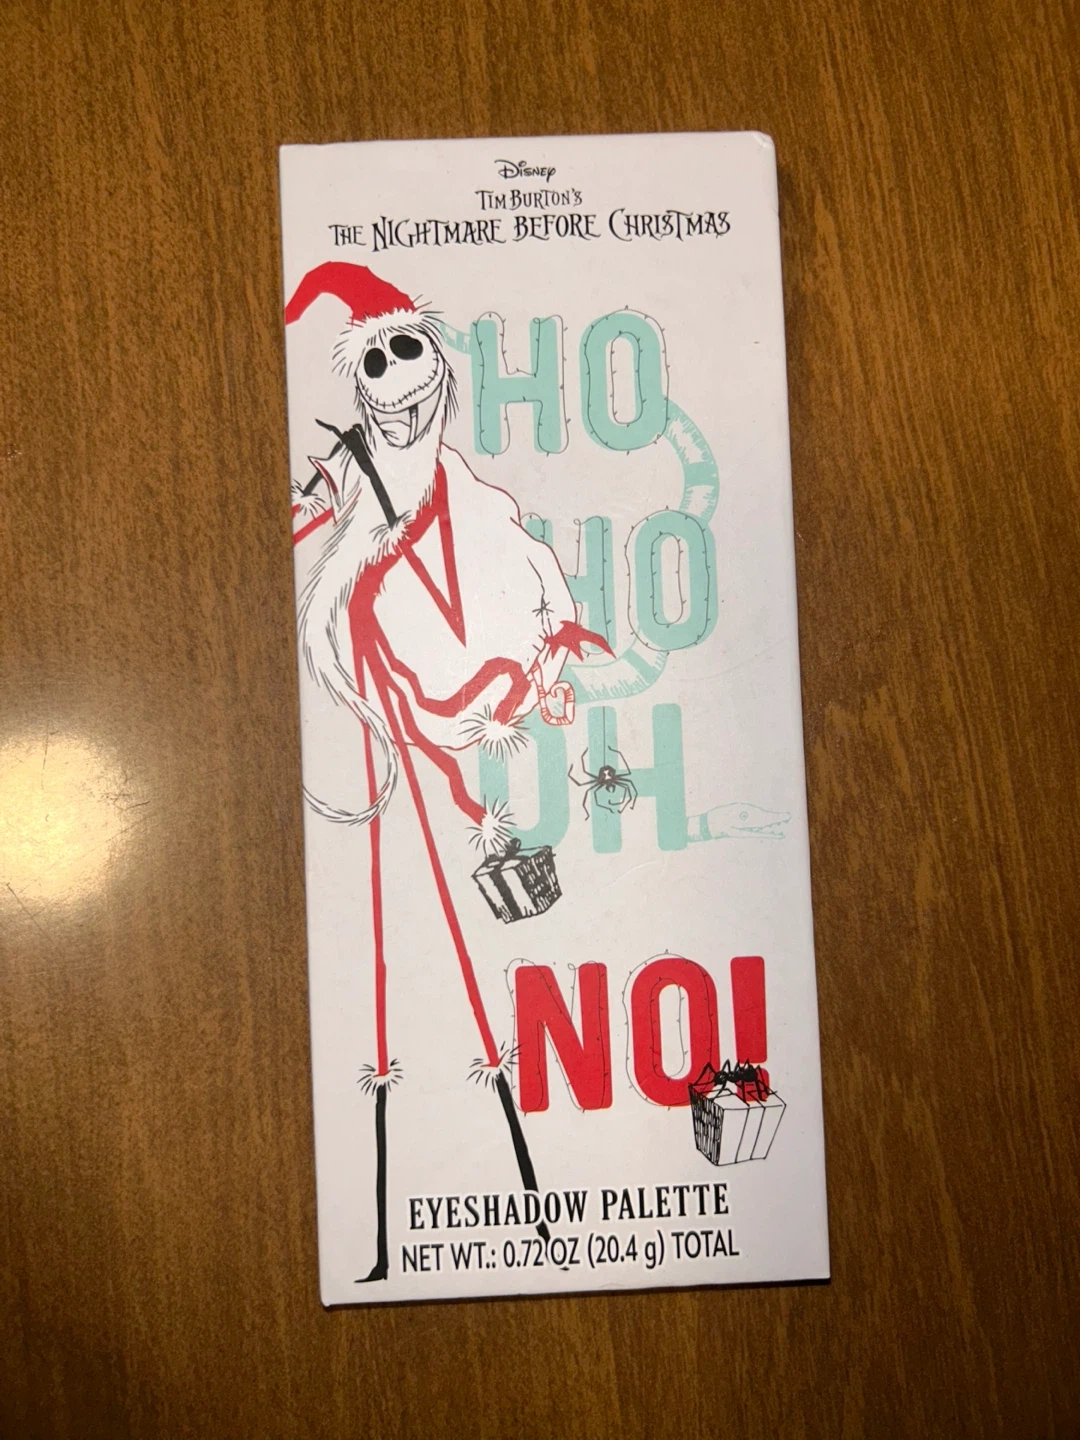 Disney
TIM BURTON'S
THE NIGHTMARE BEFORE CHRISTMAS
HO
HO
OH
NO!
EYESHADOW PALETTE
NET WT.: 0.72 OZ (20.4 g) TOTAL